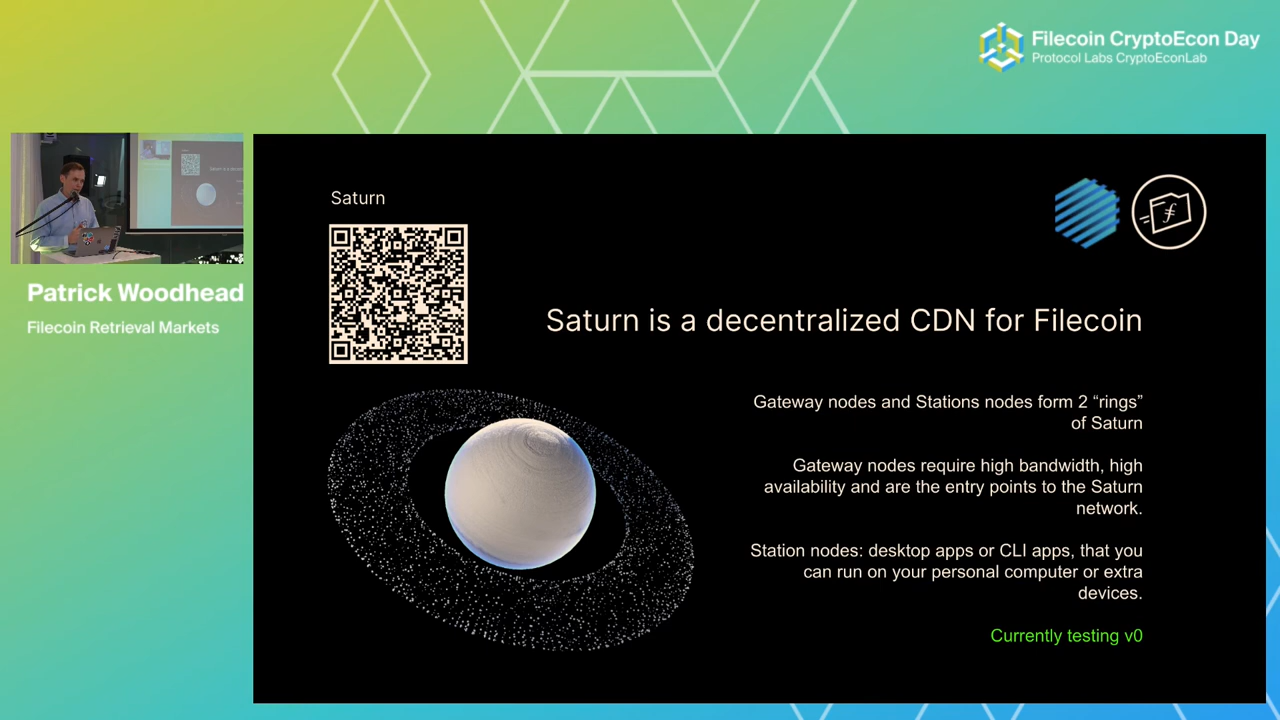 Filecoin CryptoEcon Day
Protocol Labs CryptoEconLab
Patrick Woodhead
Filecoin Retrieval Markets
Saturn
Saturn is a decentralized CDN for Filecoin
Gateway nodes and Stations nodes form 2 “rings”
of Saturn
Gateway nodes require high bandwidth, high
availability and are the entry points to the Saturn
network.
Station nodes: desktop apps or CLI apps, that you
can run on your personal computer or extra
devices.
Currently testing v0